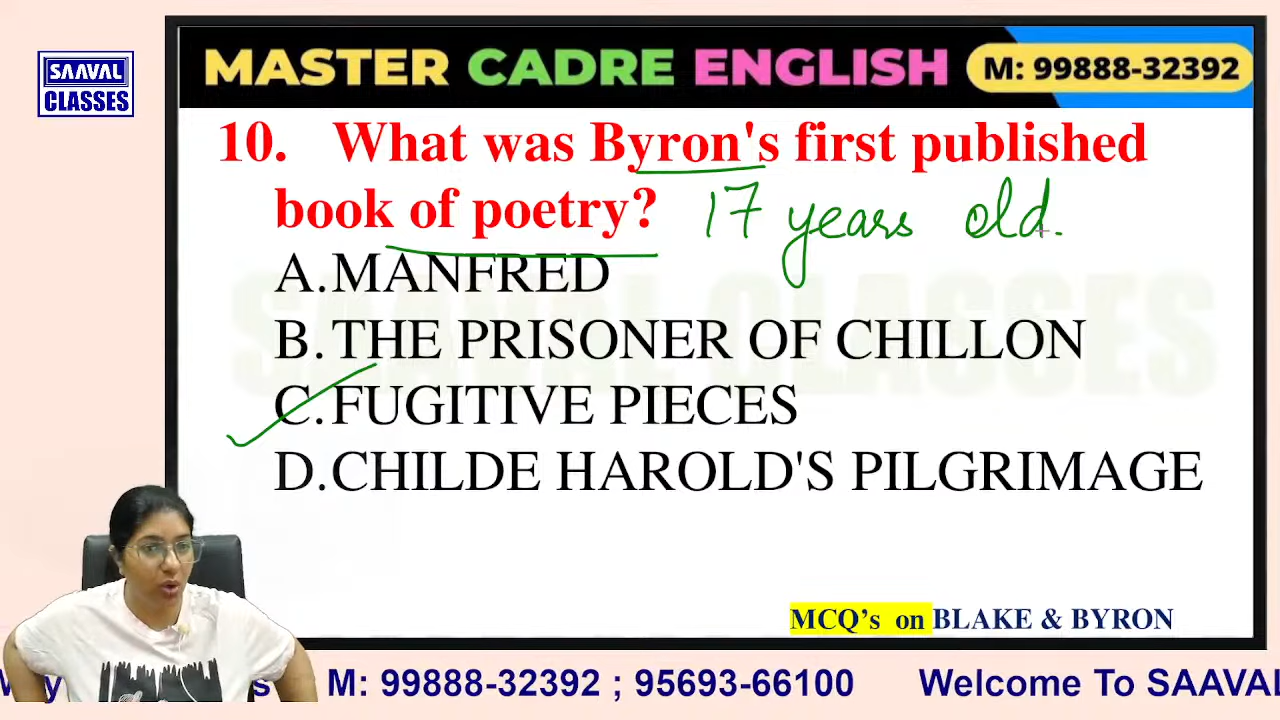 SAAVAL
CLASSES
MASTER CADRE ENGLISH
M: 99888-32392
10. What was Byron's first published
book of poetry?
17 years old.
A.MANFRED
B.THE PRISONER OF CHILLON
C.FUGITIVE PIECES
D.CHILDE HAROLD'S PILGRIMAGE
SAAVAL CLASSES
MCQ's on BLAKE & BYRON
M: 99888-32392 ; 95693-66100 Welcome To SAAVAL